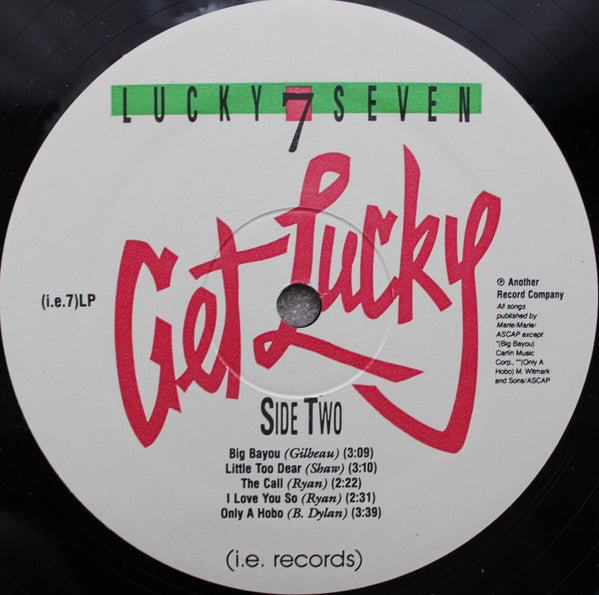 LUCKY 7 SEVEN
Get Lucky
(i.e.7)LP
℗ Another
Record Company
All songs
published by
Marie/Marie/
ASCAP except
*(Big Bayou)
Carlin Music
Corp., **(Only A
Hobo) M. Witmark
and Sons/ASCAP
SIDE TWO
Big Bayou (Gilbeau) (3:09)
Little Too Dear (Shaw) (3:10)
The Call (Ryan) (2:22)
I Love You So (Ryan) (2:31)
Only A Hobo (B. Dylan) (3:39)
(i.e. records)